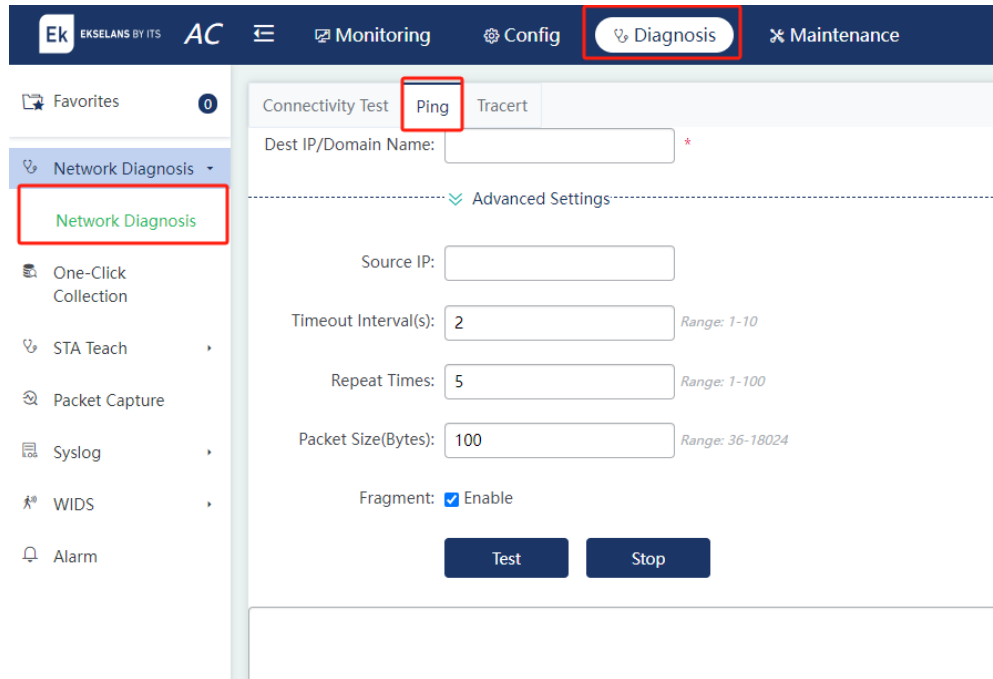 Ek EKSELANS BY ITS AC Monitoring Config Diagnosis Maintenance
Favorites 0
Network Diagnosis
Network Diagnosis
One-Click
Collection
STA Teach
Packet Capture
Syslog
WIDS
Alarm
Connectivity Test Ping Tracert
Dest IP/Domain Name: *
Advanced Settings
Source IP:
Timeout Interval(s): 2 Range: 1-10
Repeat Times: 5 Range: 1-100
Packet Size(Bytes): 100 Range: 36-18024
Fragment: Enable
Test Stop